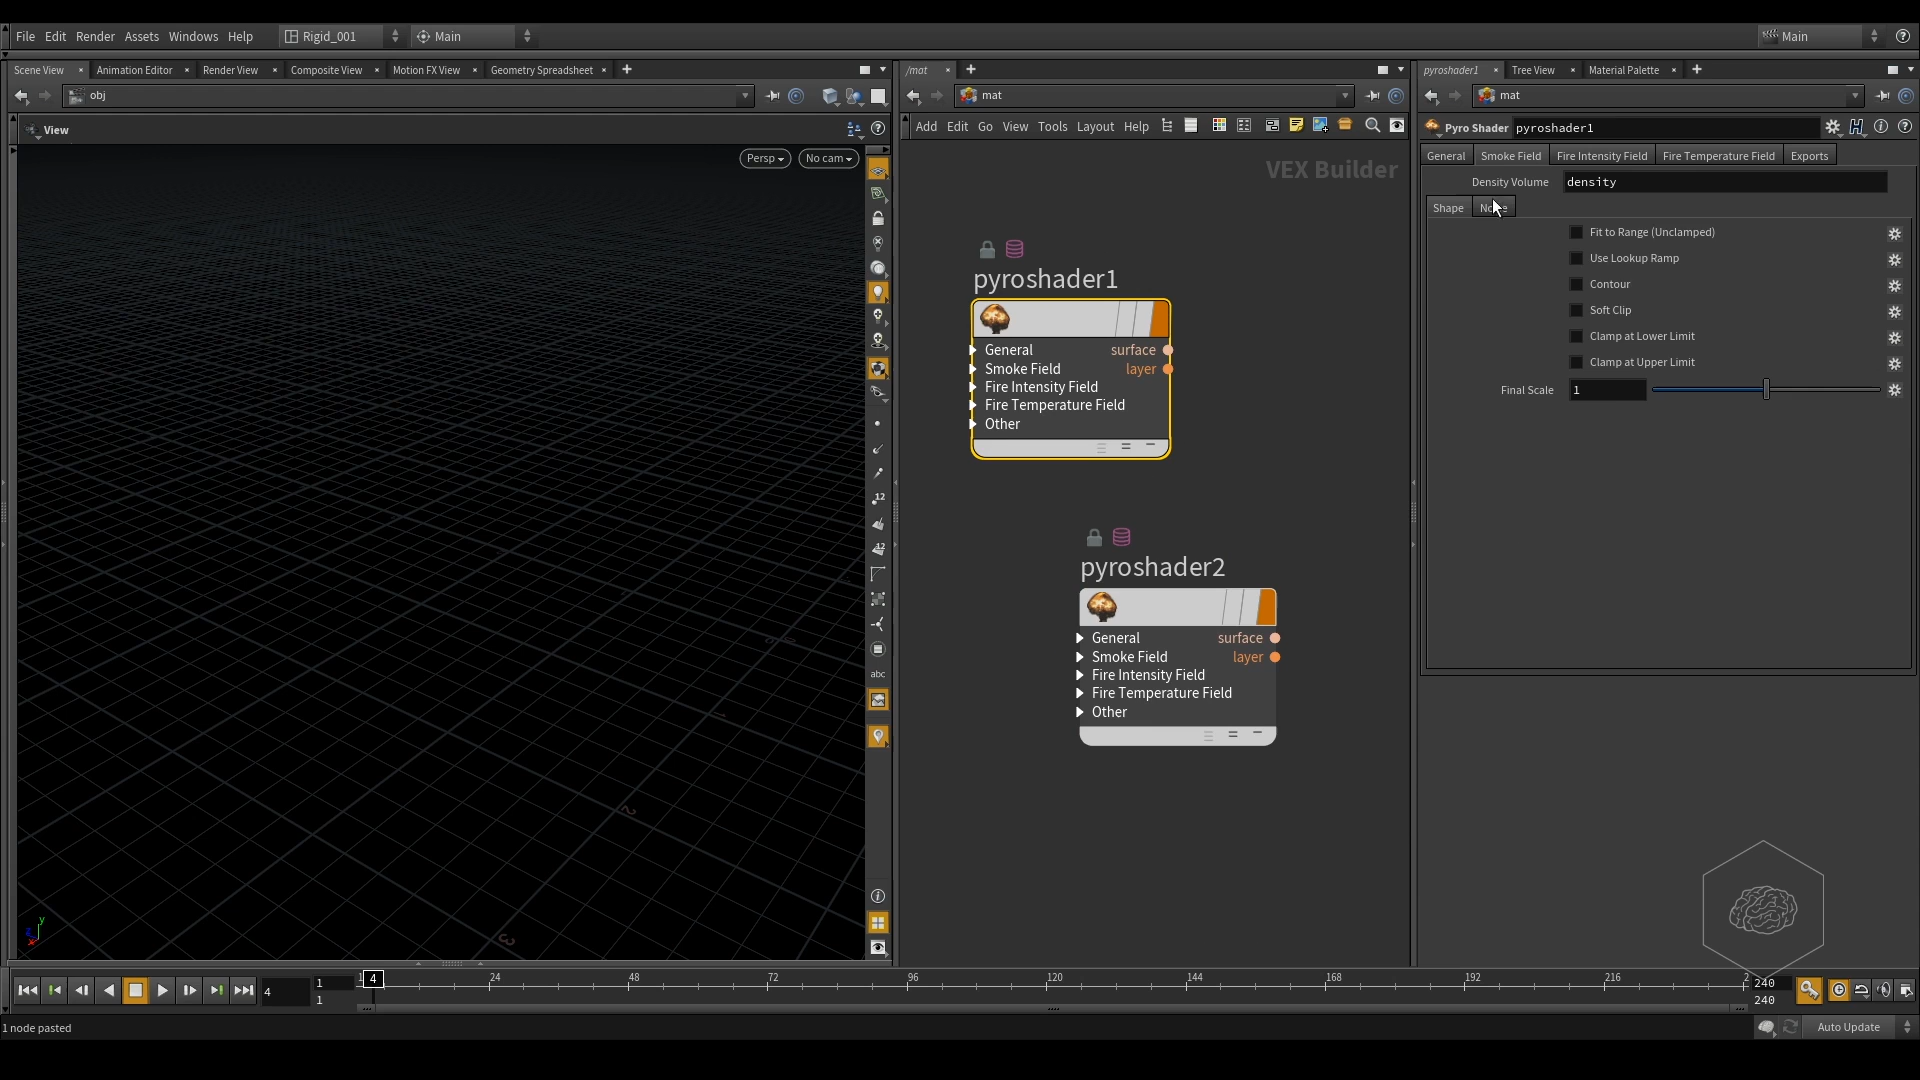 File Edit Render Assets Windows Help Rigid_001 Main Main
Scene View Animation Editor Render View Composite View Motion FX View Geometry Spreadsheet
/mat
pyroshader1 Tree View Material Palette
obj
mat
mat
View
Add Edit Go View Tools Layout Help
Pyro Shader pyroshader1
General Smoke Field Fire Intensity Field Fire Temperature Field Exports
Persp No cam
VEX Builder
Density Volume density
Shape
Fit to Range (Unclamped)
Use Lookup Ramp
Contour
Soft Clip
Clamp at Lower Limit
Clamp at Upper Limit
Final Scale 1
pyroshader1
General surface
Smoke Field layer
Fire Intensity Field
Fire Temperature Field
Other
pyroshader2
General surface
Smoke Field layer
Fire Intensity Field
Fire Temperature Field
Other
12
12
abc
2
3
y
4 1 1
1 4 24 48 72 96 120 144 168 192 216 2
240
240
1 node pasted
Auto Update